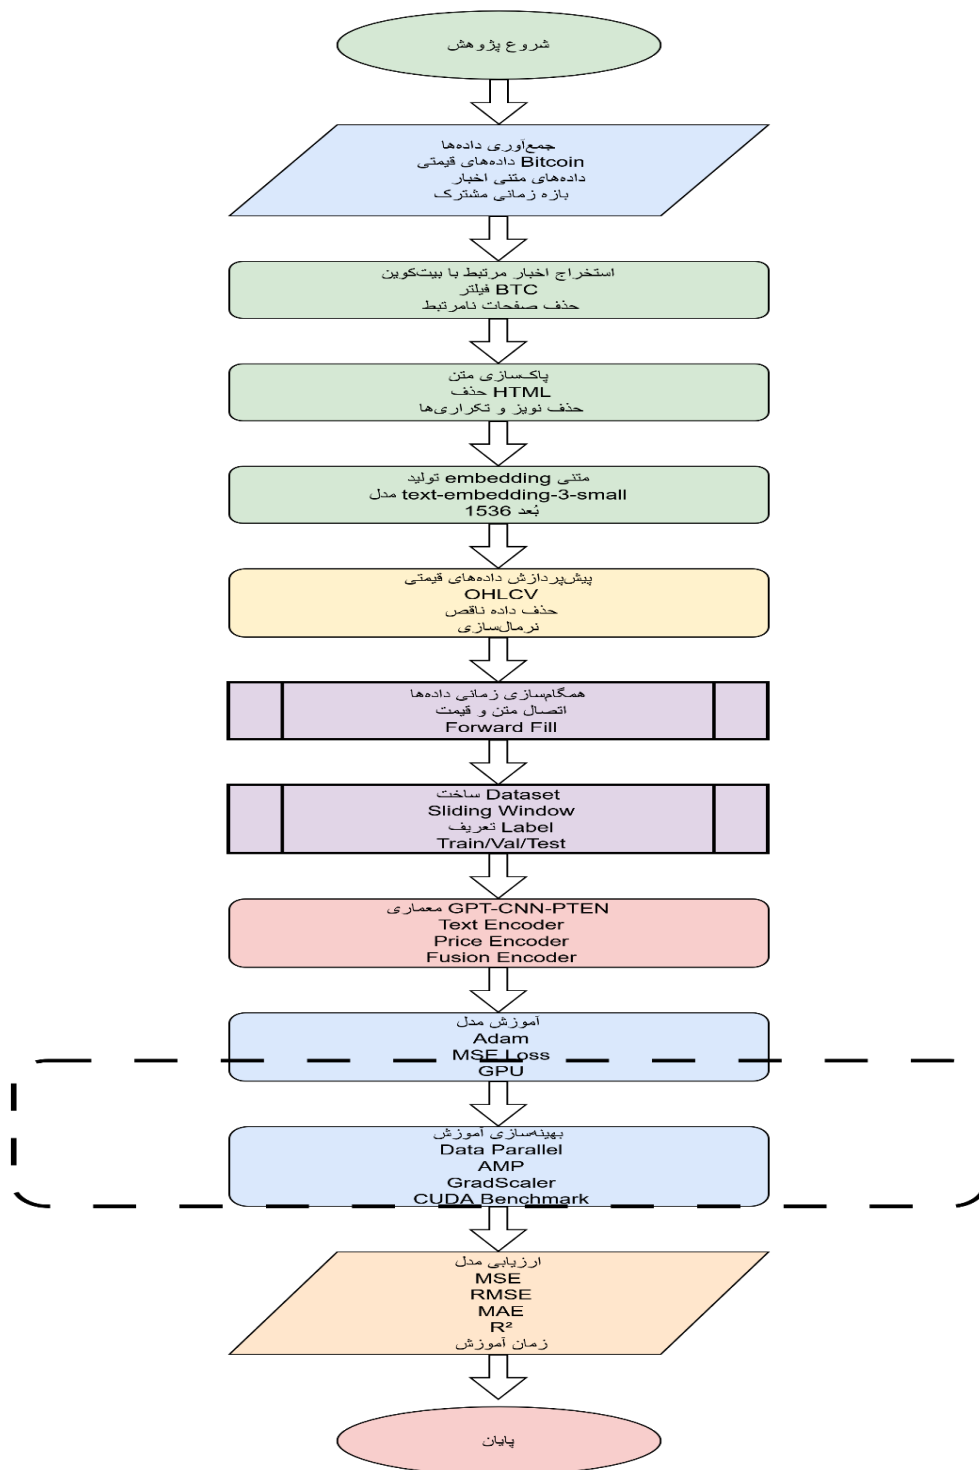 شروع پژوهش
جمع‌آوری داده‌ها
داده‌های قیمتی Bitcoin
داده‌های متنی اخبار
بازه زمانی مشترک
استخراج اخبار مرتبط با بیت‌کوین
فیلتر BTC
حذف صفحات نامرتبط
پاک‌سازی متن
حذف HTML
حذف نویز و تکراری‌ها
تولید embedding متنی
مدل text-embedding-3-small
بُعد 1536
پیش‌پردازش داده‌های قیمتی
OHLCV
حذف داده ناقص
نرمال‌سازی
همگام‌سازی زمانی داده‌ها
اتصال متن و قیمت
Forward Fill
ساخت Dataset
Sliding Window
تعریف Label
Train/Val/Test
معماری GPT-CNN-PTEN
Text Encoder
Price Encoder
Fusion Encoder
آموزش مدل
Adam
MSE Loss
GPU
بهینه‌سازی آموزش
Data Parallel
AMP
GradScaler
CUDA Benchmark
ارزیابی مدل
MSE
RMSE
MAE
R²
زمان آموزش
پایان